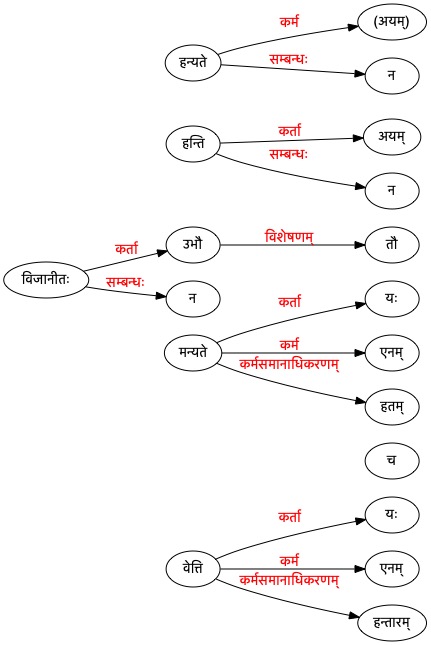 कर्म
(अयम्)
हन्यते
सम्बन्धः
न
कर्ता
अयम्
हन्ति
सम्बन्धः
न
कर्ता
उभौ
विशेषणम्
तौ
विजानीतः
सम्बन्धः
न
कर्ता
यः
मन्यते
कर्म
एनम्
कर्मसमानाधिकरणम्
हतम्
च
कर्ता
यः
वेत्ति
कर्म
एनम्
कर्मसमानाधिकरणम्
हन्तारम्